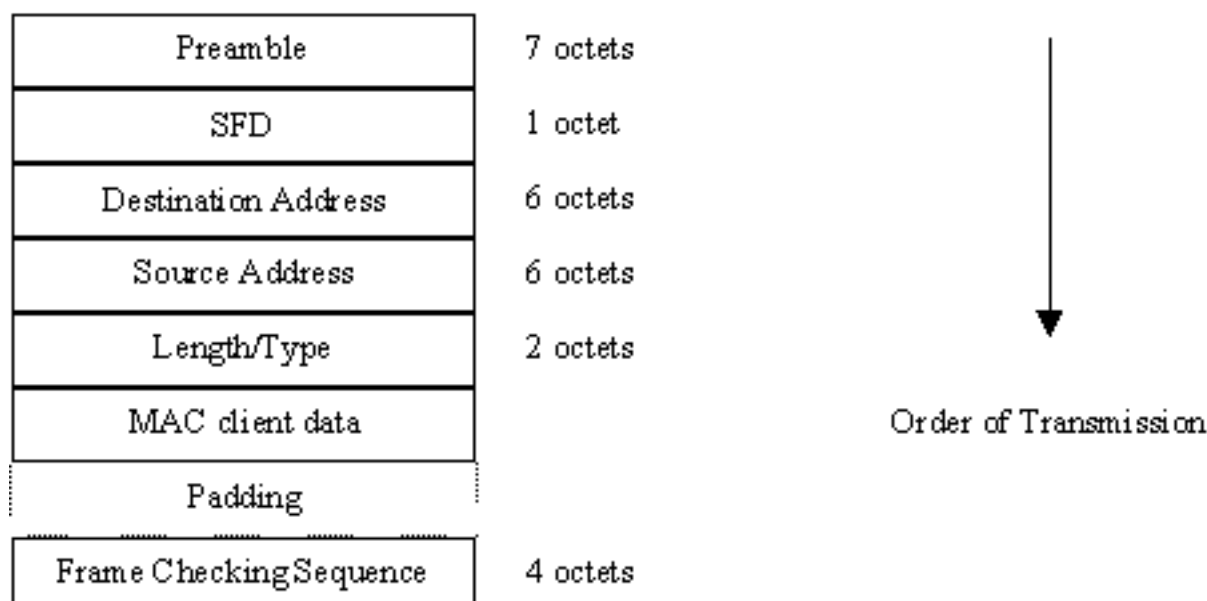 Preamble 7 octets
SFD 1 octet
Destination Address 6 octets
Source Address 6 octets
Length/Type 2 octets
MAC client data
Order of Transmission
Padding
Frame Checking Sequence 4 octets